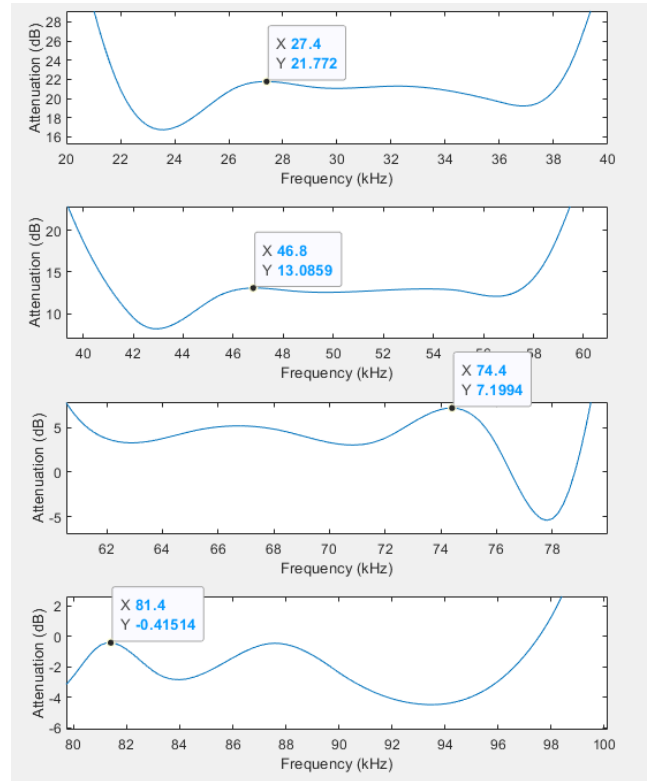 28
26
24
22
20
18
16
Attenuation (dB)
X 27.4
Y 21.772
20 22 24 26 28 30 32 34 36 38 40
Frequency (kHz)
20
15
10
Attenuation (dB)
X 46.8
Y 13.0859
40 42 44 46 48 50 52 54 56 58 60
Frequency (kHz)
5
0
-5
Attenuation (dB)
X 74.4
Y 7.1994
62 64 66 68 70 72 74 76 78
Frequency (kHz)
2
0
-2
-4
-6
Attenuation (dB)
X 81.4
Y -0.41514
80 82 84 86 88 90 92 94 96 98 100
Frequency (kHz)